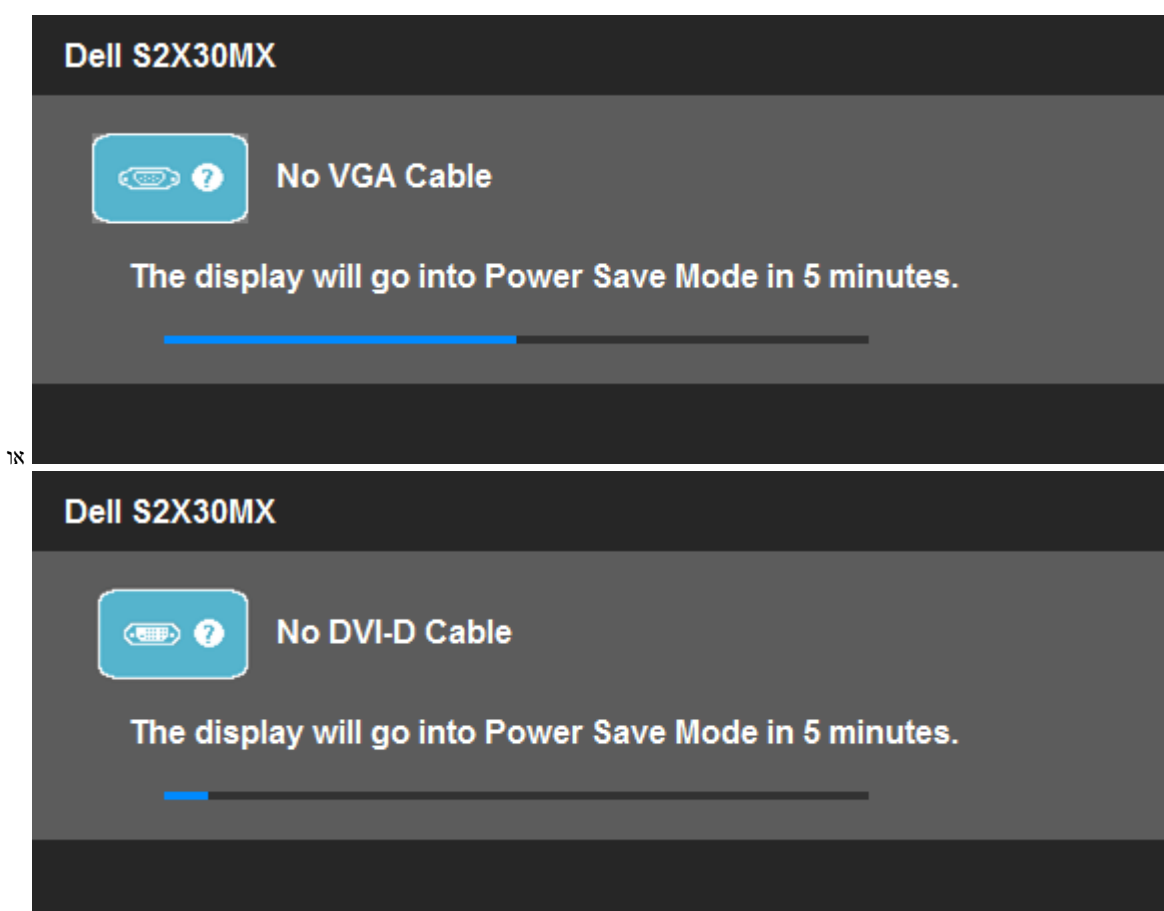 Dell S2X30MX
No VGA Cable
The display will go into Power Save Mode in 5 minutes.
או
Dell S2X30MX
No DVI-D Cable
The display will go into Power Save Mode in 5 minutes.